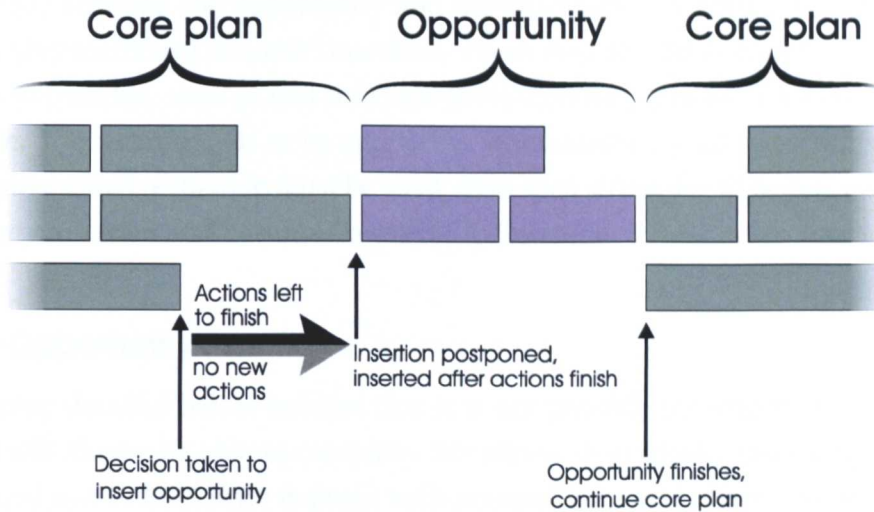 Core plan
Opportunity
Core plan
Actions left
to finish
no new
actions
Insertion postponed,
inserted after actions finish
Decision taken to
insert opportunity
Opportunity finishes,
continue core plan